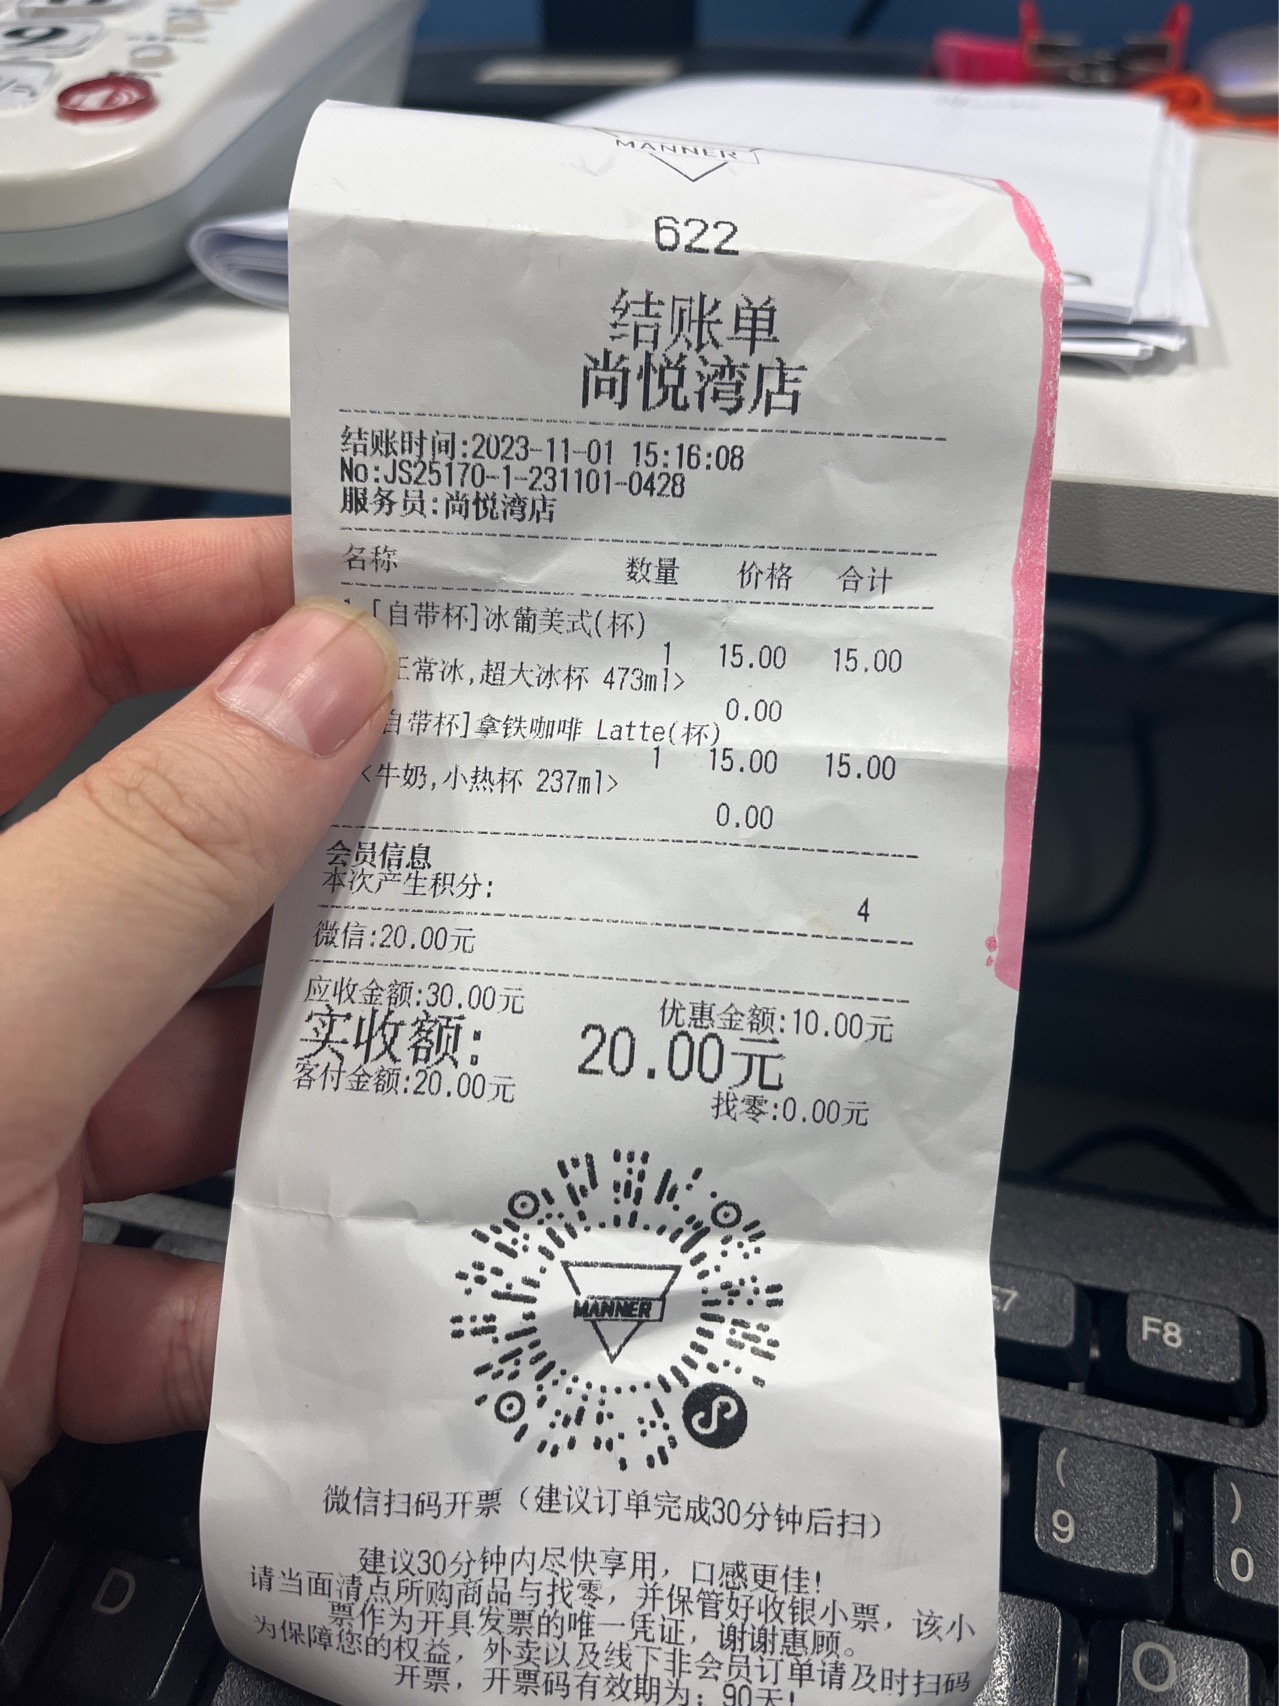 MANNER
622
结账单
尚悦湾店
结账时间:2023-11-01 15:16:08
No:JS25170-1-231101-0428
服务员:尚悦湾店
名称 数量 价格 合计
[自带杯]冰葡美式(杯)
1 15.00 15.00
正常冰,超大冰杯 473ml>
0.00
自带杯]拿铁咖啡 Latte(杯)
1 15.00 15.00
<牛奶,小热杯 237ml>
0.00
会员信息
本次产生积分: 4
微信:20.00元
应收金额:30.00元 优惠金额:10.00元
实收额: 20.00元
客付金额:20.00元 找零:0.00元
MANNER
微信扫码开票（建议订单完成30分钟后扫）
建议30分钟内尽快享用，口感更佳!
请当面清点所购商品与找零，并保管好收银小票，该小
票作为开具发票的唯一凭证，谢谢惠顾。
为保障您的权益，外卖以及线下非会员订单请及时扫码
开票，开票码有效期为：90天!
F8
( 9
) 0
D
O